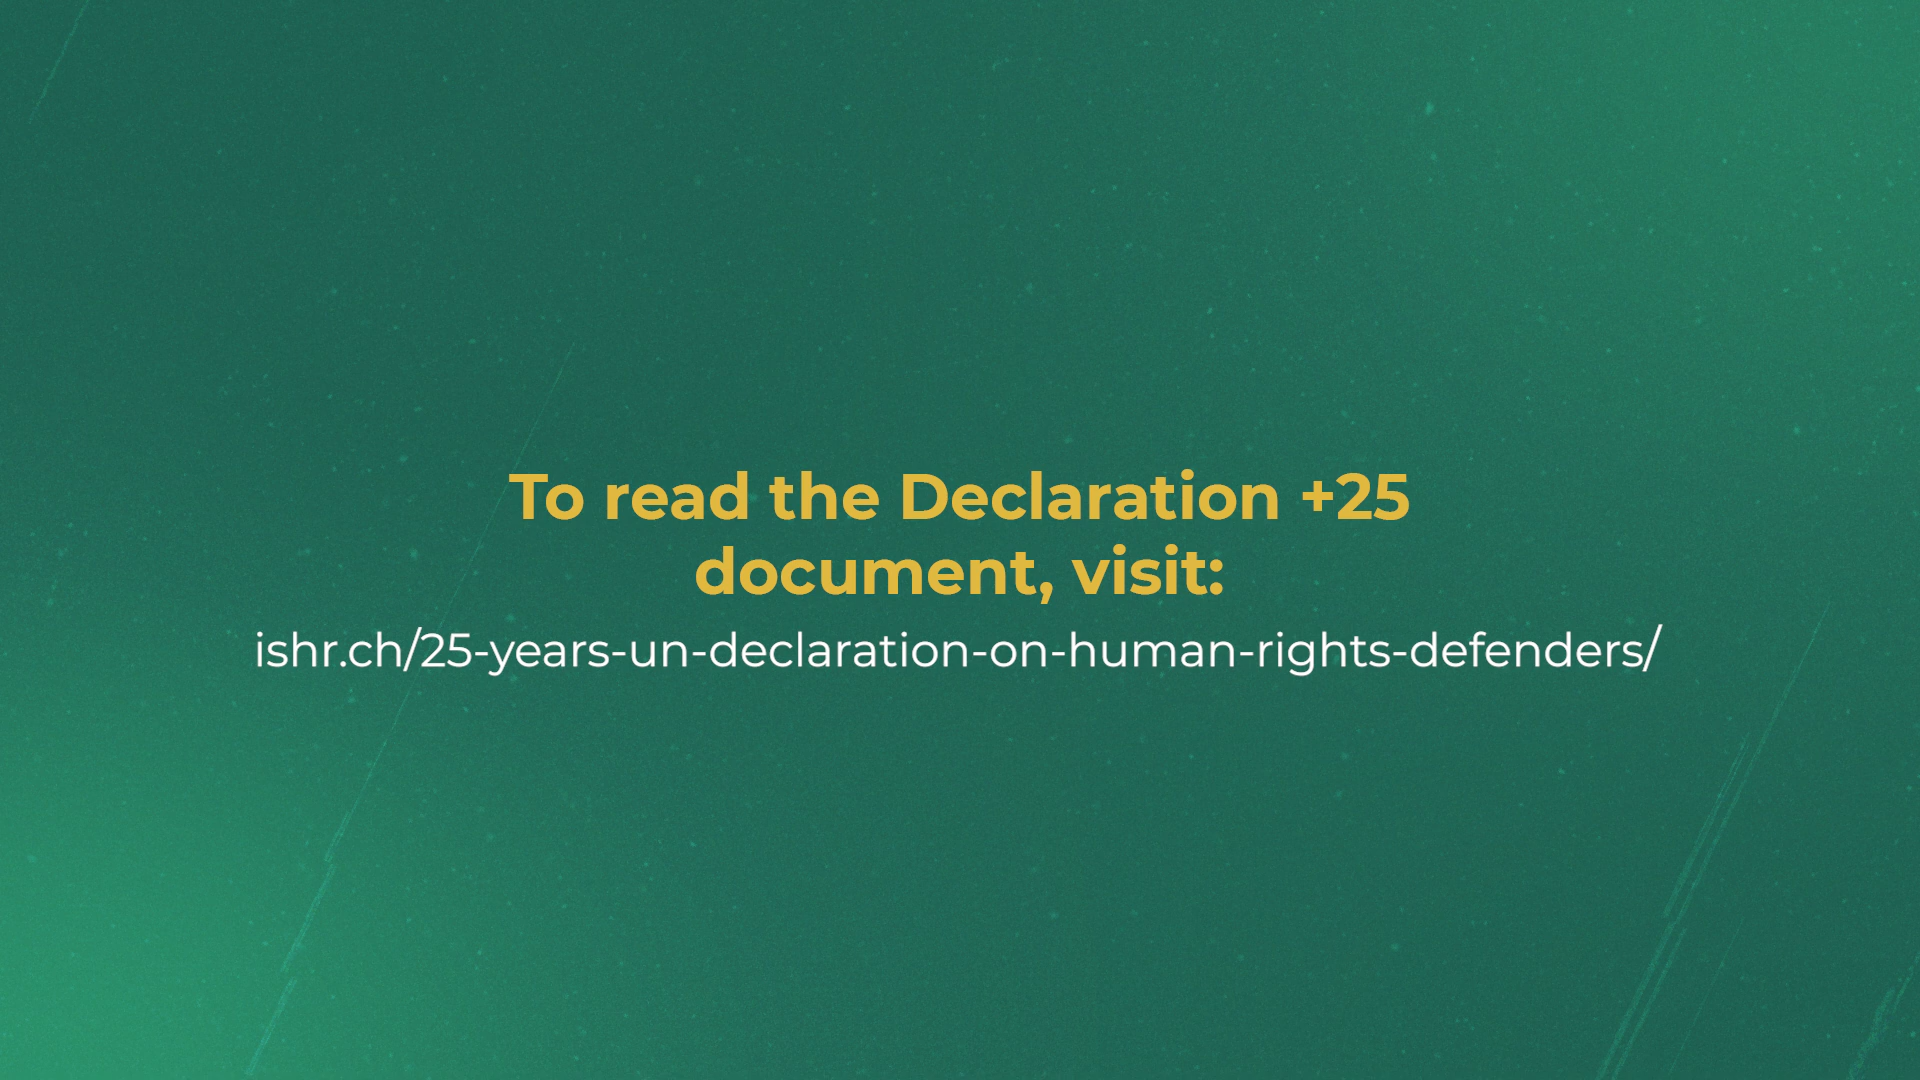 To read the Declaration +25
document, visit:
ishr.ch/25-years-un-declaration-on-human-rights-defenders/